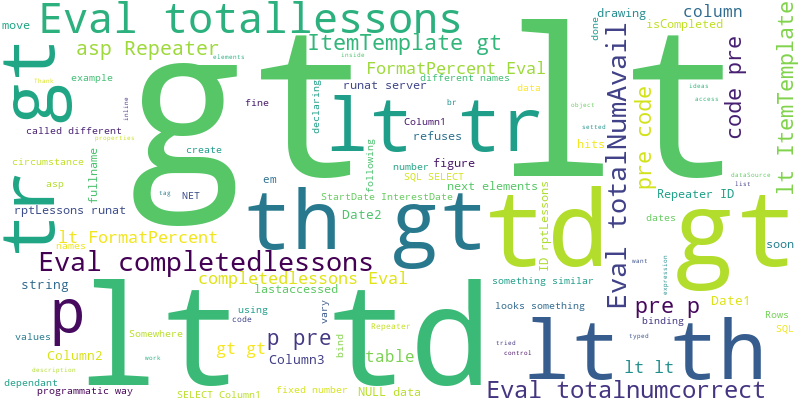 move
Eval totallessons
asp Repeater
elements
example
Thank
gt
gt
lt
ItemTemplate gt
inside
FormatPercent Eval
different names
runat server
data
drawing
column
done
isCompleted
ItemTemplate
lt
code pre
pre code
Eval totalNumAvail
ideas
access
object
setted
hits
declaring
lt tr
Column1
br
refuses
fine
inline
called different
properties
circumstance
create
fullname
asp
tag
NET
following
number
figure
SQL SELECT
em
next elements
StartDate InterestDate
Repeater ID
dataSource
list
tr
rptLessons runat
th gt
Date2
td gt
ID rptLessons
dates
soon
lt FormatPercent
names
Eval completedlessons
completedlessons Eval
want
expression
something similar
string
p
lt td
lastaccessed
using
code
vary
looks something
pre p
Date1
binding
Rows
SQL
values
Somewhere
p pre
Repeater
bind
tried
control
typed
lt th
Column2
work
gt gt
Column3
table
lt lt
dependant
description
programmatic way
SELECT Column1
fixed number
NULL data
Eval totalnumcorrect